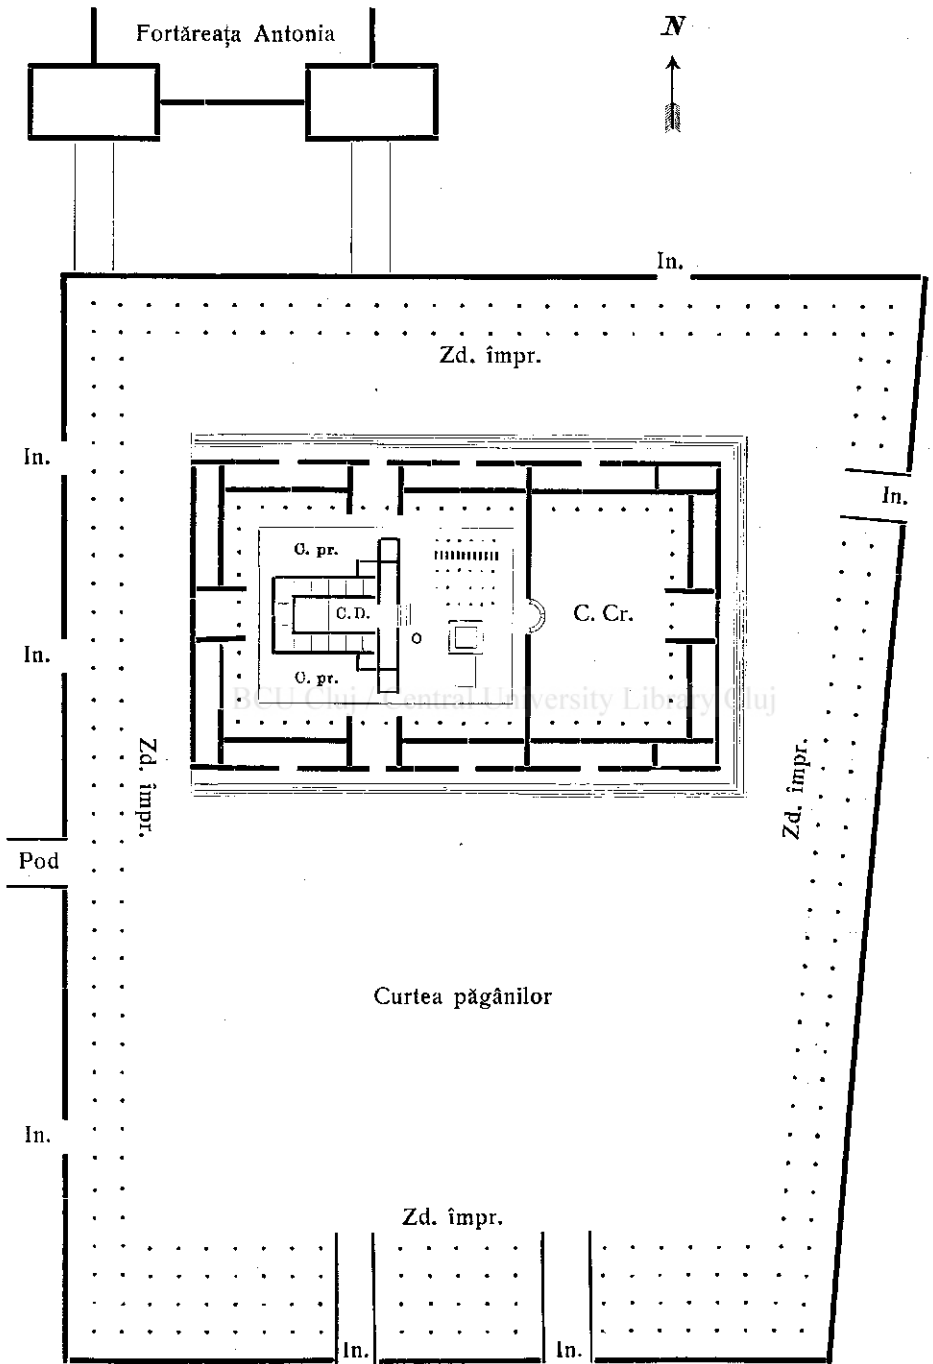 Fortăreața Antonia
N
In.
Zd. împr.
In.
In.
C. pr.
C.D.
C. Cr.
In.
C. pr.
BCU Cluj / Central University Library Cluj
Zd. împr.
Zd. împr.
Pod
Curtea păgânilor
In.
Zd. împr.
In.
In.